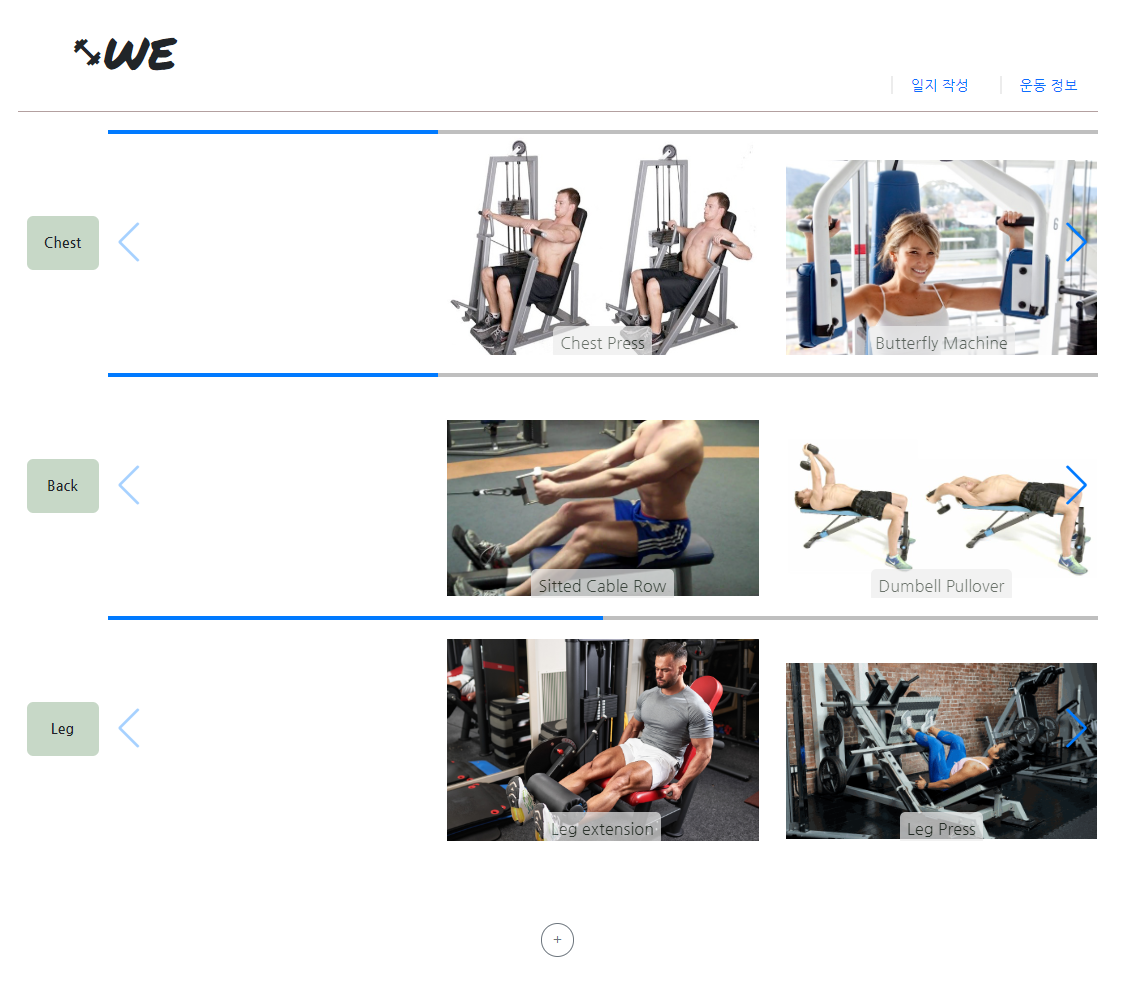 WE
일지 작성
운동 정보
Chest
Chest Press
Butterfly Machine
Back
Sitted Cable Row
Dumbell Pullover
Leg
Leg extension
Leg Press
+